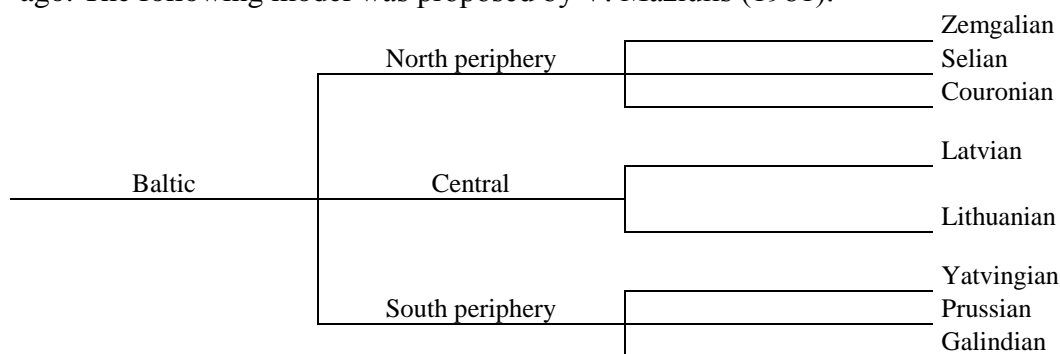 ago. The following model was proposed by V. Mažiulis (1981):
Zemgalian
North periphery Selian
Couronian
Latvian
Baltic Central
Lithuanian
Yatvingian
South periphery Prussian
Galindian